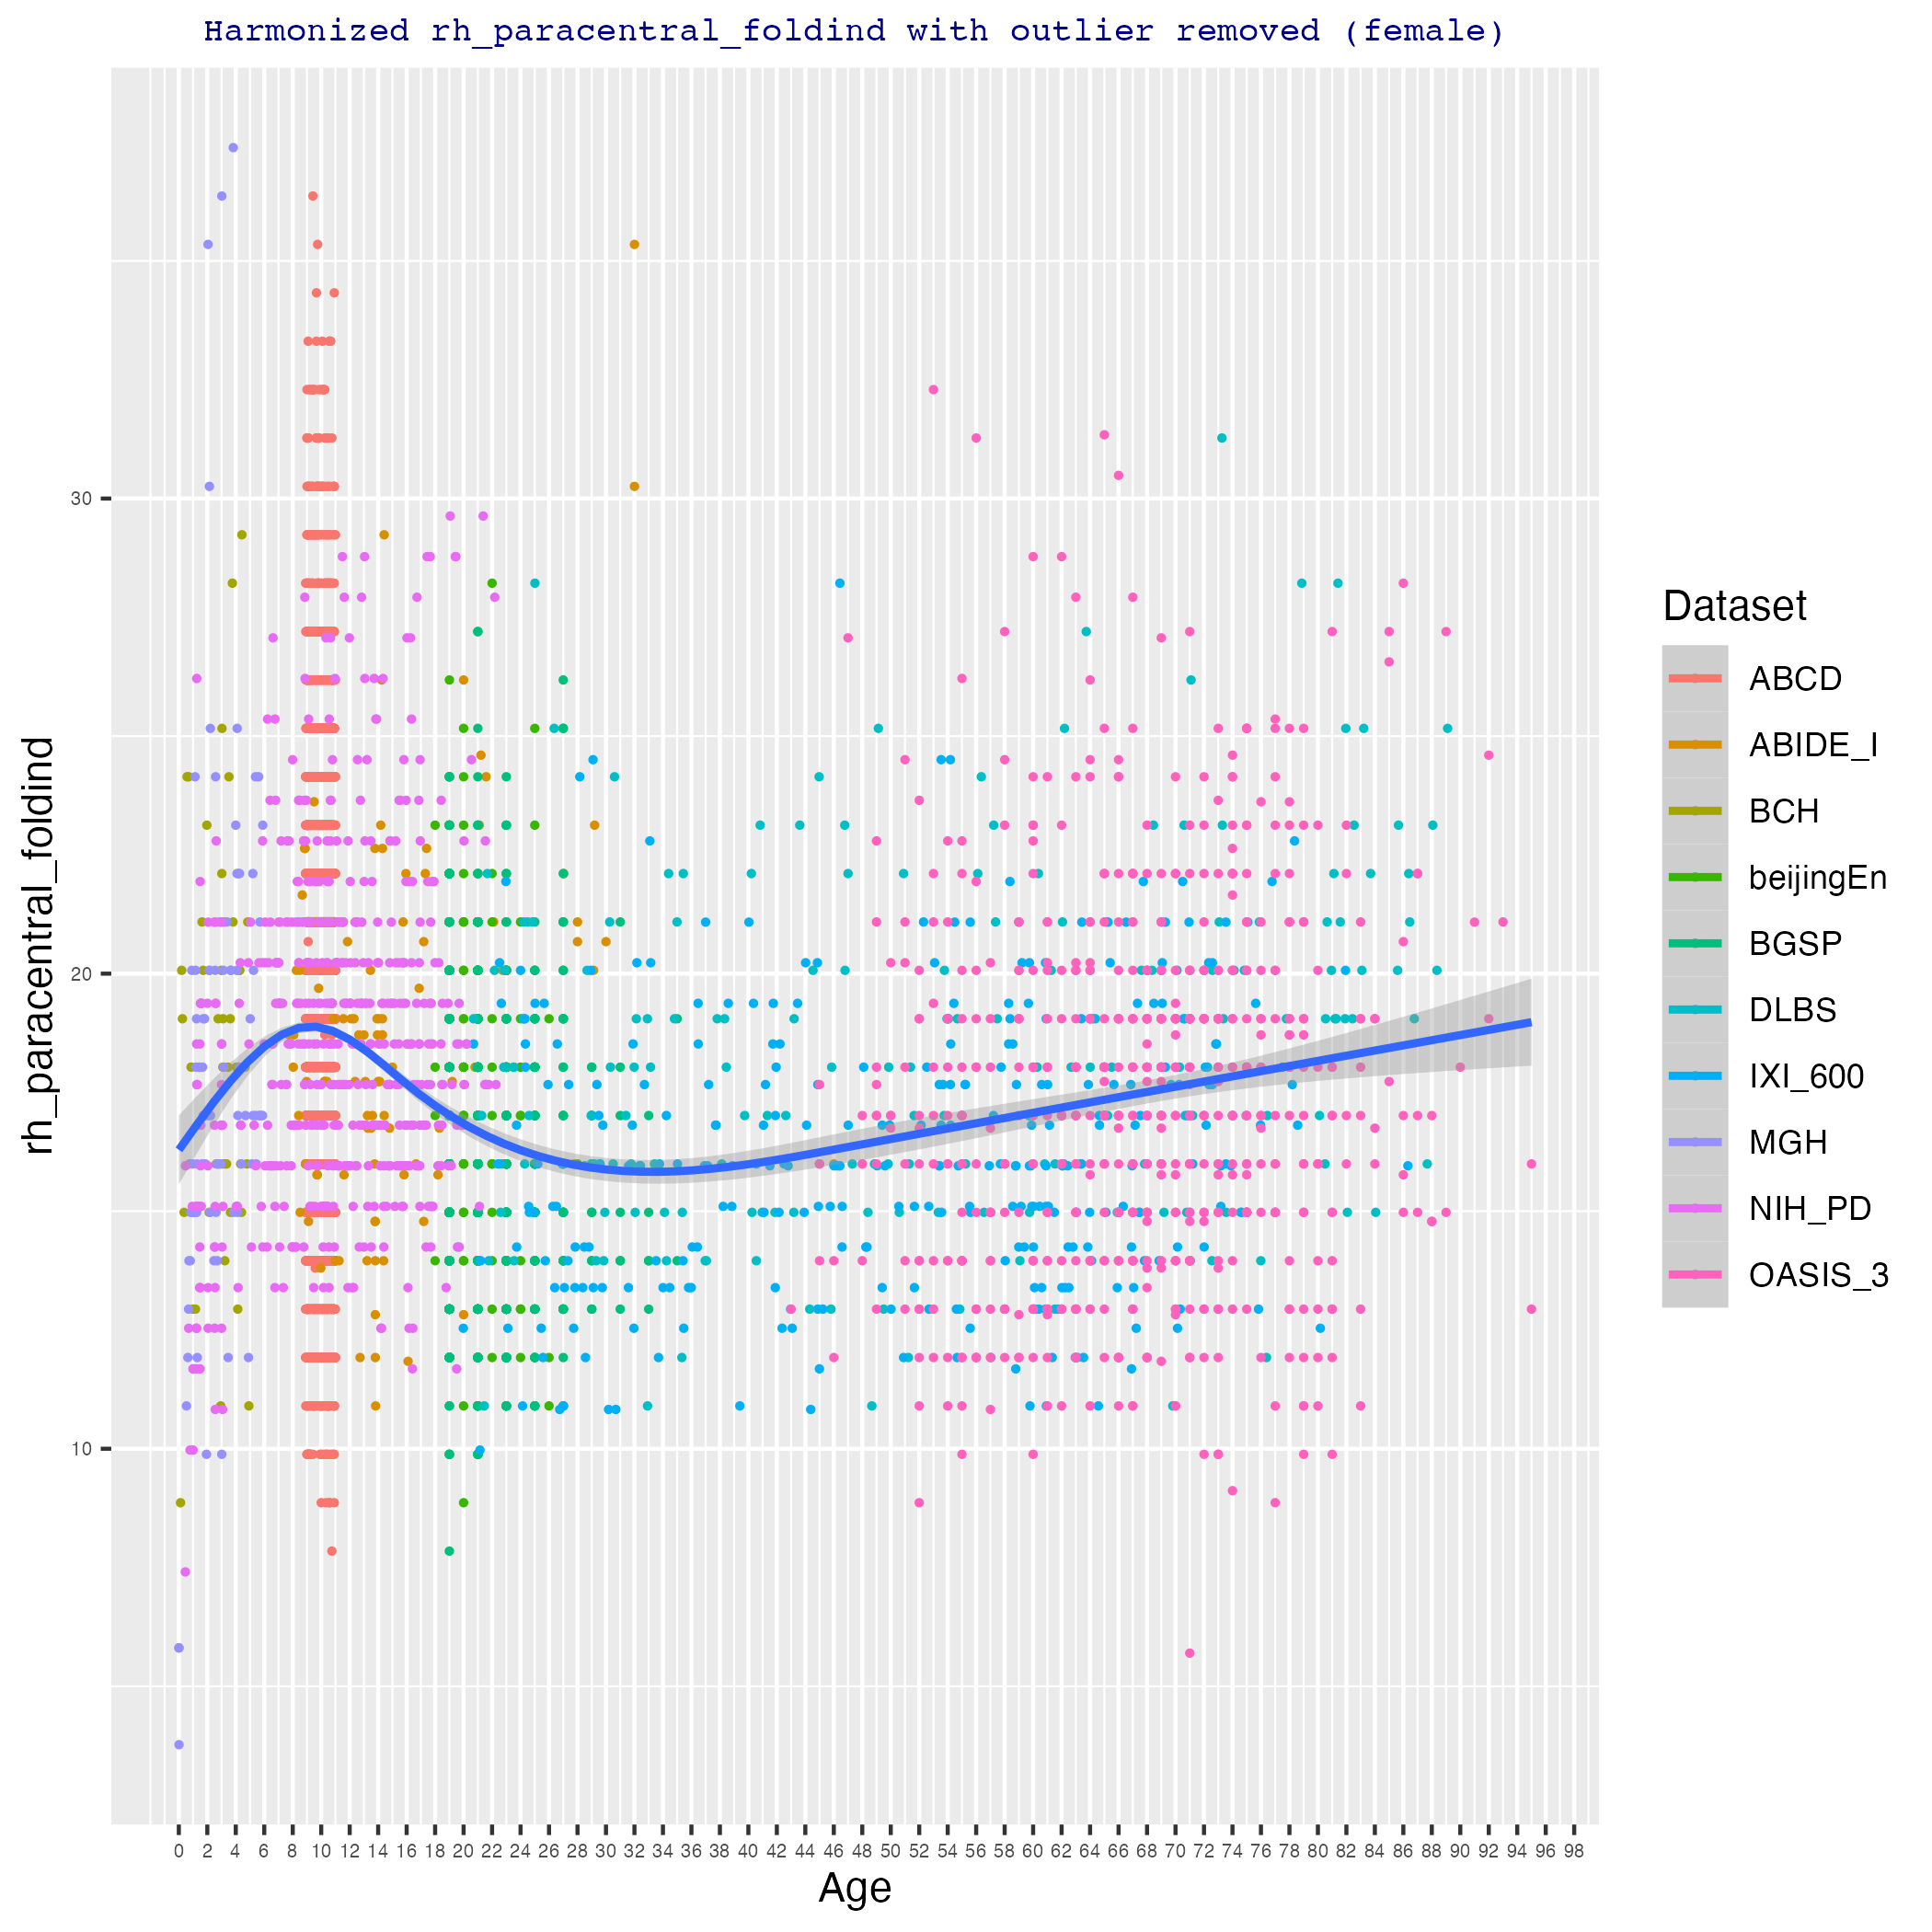 Harmonized rh_paracentral_foldind with outlier removed (female)
rh_paracentral_foldind
30
20
10
0 2 4 6 8 10 12 14 16 18 20 22 24 26 28 30 32 34 36 38 40 42 44 46 48 50 52 54 56 58 60 62 64 66 68 70 72 74 76 78 80 82 84 86 88 90 92 94 96 98
Age
Dataset
ABCD
ABIDE_I
BCH
beijingEn
BGSP
DLBS
IXI_600
MGH
NIH_PD
OASIS_3